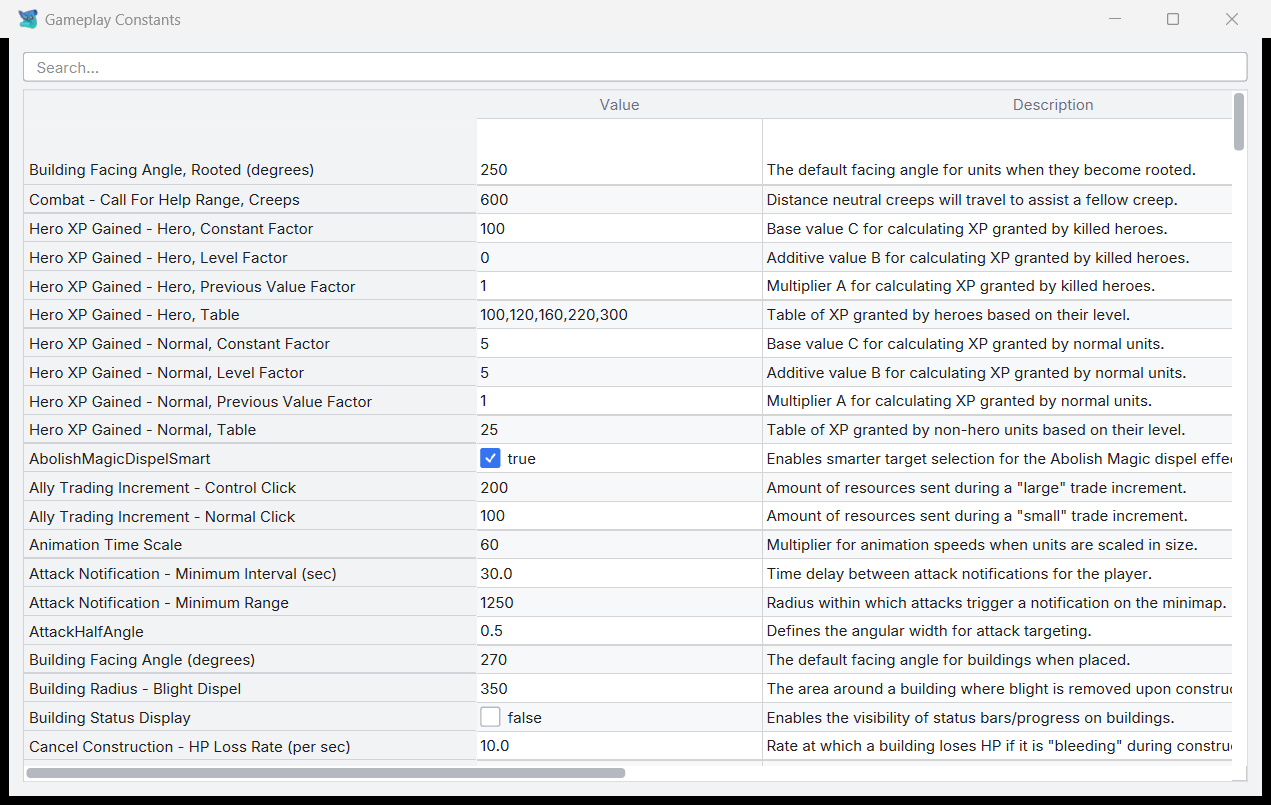 Gameplay Constants
Search...
Value Description
Building Facing Angle, Rooted (degrees) 250 The default facing angle for units when they become rooted.
Combat - Call For Help Range, Creeps 600 Distance neutral creeps will travel to assist a fellow creep.
Hero XP Gained - Hero, Constant Factor 100 Base value C for calculating XP granted by killed heroes.
Hero XP Gained - Hero, Level Factor 0 Additive value B for calculating XP granted by killed heroes.
Hero XP Gained - Hero, Previous Value Factor 1 Multiplier A for calculating XP granted by killed heroes.
Hero XP Gained - Hero, Table 100,120,160,220,300 Table of XP granted by heroes based on their level.
Hero XP Gained - Normal, Constant Factor 5 Base value C for calculating XP granted by normal units.
Hero XP Gained - Normal, Level Factor 5 Additive value B for calculating XP granted by normal units.
Hero XP Gained - Normal, Previous Value Factor 1 Multiplier A for calculating XP granted by normal units.
Hero XP Gained - Normal, Table 25 Table of XP granted by non-hero units based on their level.
AbolishMagicDispelSmart true Enables smarter target selection for the Abolish Magic dispel effe
Ally Trading Increment - Control Click 200 Amount of resources sent during a "large" trade increment.
Ally Trading Increment - Normal Click 100 Amount of resources sent during a "small" trade increment.
Animation Time Scale 60 Multiplier for animation speeds when units are scaled in size.
Attack Notification - Minimum Interval (sec) 30.0 Time delay between attack notifications for the player.
Attack Notification - Minimum Range 1250 Radius within which attacks trigger a notification on the minimap.
AttackHalfAngle 0.5 Defines the angular width for attack targeting.
Building Facing Angle (degrees) 270 The default facing angle for buildings when placed.
Building Radius - Blight Dispel 350 The area around a building where blight is removed upon constru
Building Status Display false Enables the visibility of status bars/progress on buildings.
Cancel Construction - HP Loss Rate (per sec) 10.0 Rate at which a building loses HP if it is "bleeding" during constru